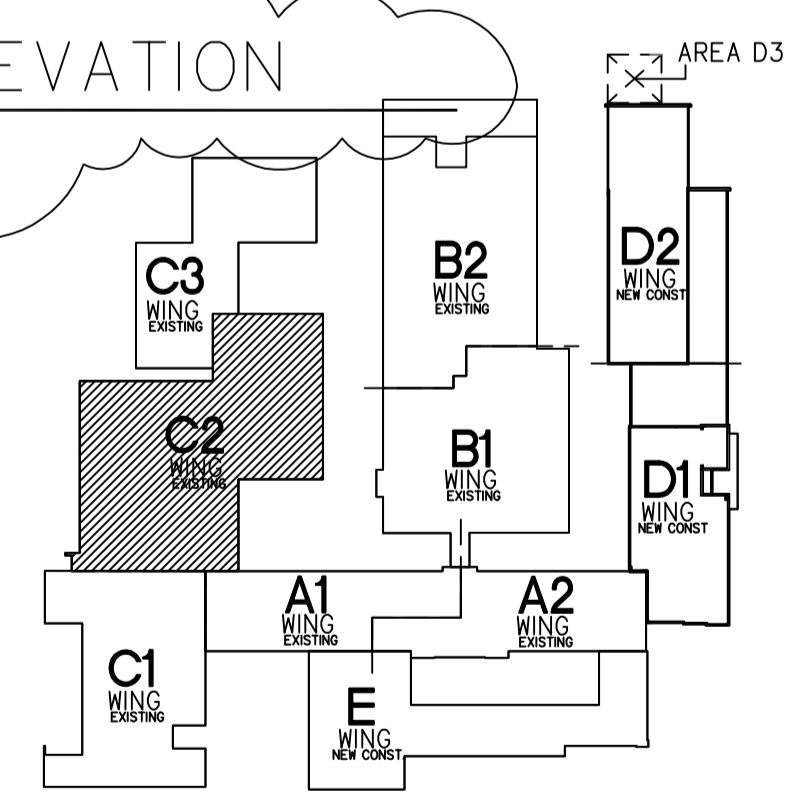 EVATION
AREA D3
C3
WING
EXISTING
B2
WING
EXISTING
D2
WING
NEW CONST
C2
WING
EXISTING
B1
WING
EXISTING
D1
WING
NEW CONST
A1
WING
EXISTING
A2
WING
EXISTING
C1
WING
EXISTING
E
WING
NEW CONST.